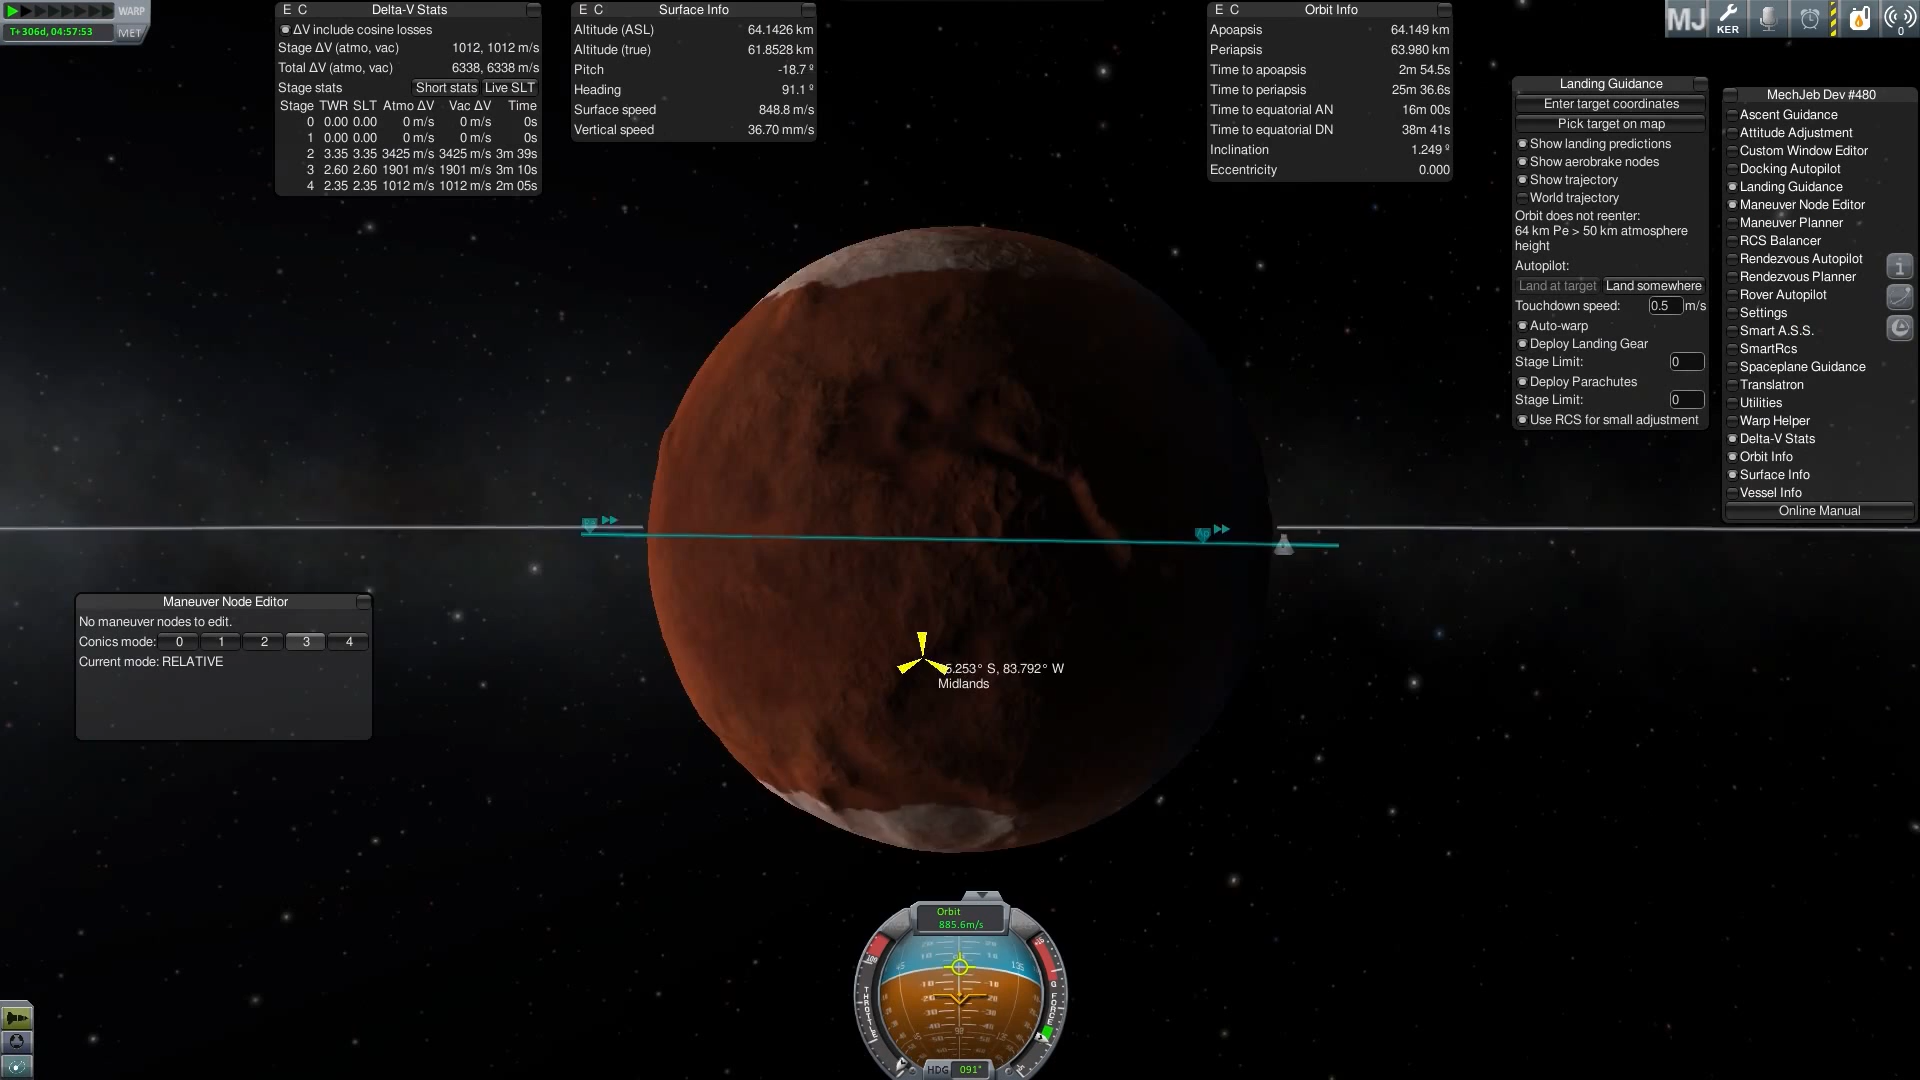 WARP
T+306d, 04:57:53
MET
E C Delta-V Stats
ΔV include cosine losses
Stage ΔV (atmo, vac) 1012, 1012 m/s
Total ΔV (atmo, vac) 6338, 6338 m/s
Stage stats Short stats Live SLT
Stage TWR SLT Atmo ΔV Vac ΔV Time
0 0.00 0.00 0 m/s 0 m/s 0s
1 0.00 0.00 0 m/s 0 m/s 0s
2 3.35 3.35 3425 m/s 3425 m/s 3m 39s
3 2.60 2.60 1901 m/s 1901 m/s 3m 10s
4 2.35 2.35 1012 m/s 1012 m/s 2m 05s
E C Surface Info
Altitude (ASL) 64.1426 km
Altitude (true) 61.8528 km
Pitch -18.7 º
Heading 91.1 º
Surface speed 848.8 m/s
Vertical speed 36.70 mm/s
E C Orbit Info
Apoapsis 64.149 km
Periapsis 63.980 km
Time to apoapsis 2m 54.5s
Time to periapsis 25m 36.6s
Time to equatorial AN 16m 00s
Time to equatorial DN 38m 41s
Inclination 1.249 º
Eccentricity 0.000
MJ
KER
0
Landing Guidance
Enter target coordinates
Pick target on map
Show landing predictions
Show aerobrake nodes
Show trajectory
World trajectory
Orbit does not reenter:
64 km Pe > 50 km atmosphere
height
Autopilot:
Land at target Land somewhere
Touchdown speed: 0.5 m/s
Auto-warp
Deploy Landing Gear
Stage Limit: 0
Deploy Parachutes
Stage Limit: 0
Use RCS for small adjustment
MechJeb Dev #480
Ascent Guidance
Attitude Adjustment
Custom Window Editor
Docking Autopilot
Landing Guidance
Maneuver Node Editor
Maneuver Planner
RCS Balancer
Rendezvous Autopilot
Rendezvous Planner
Rover Autopilot
Settings
Smart A.S.S.
SmartRcs
Spaceplane Guidance
Translatron
Utilities
Warp Helper
Delta-V Stats
Orbit Info
Surface Info
Vessel Info
Online Manual
Pe
Ap
Maneuver Node Editor
No maneuver nodes to edit.
Conics mode: 0 1 2 3 4
Current mode: RELATIVE
5.253° S, 83.792° W
Midlands
Orbit
885.6m/s
THROTTLE
G FORCE
HDG 091°